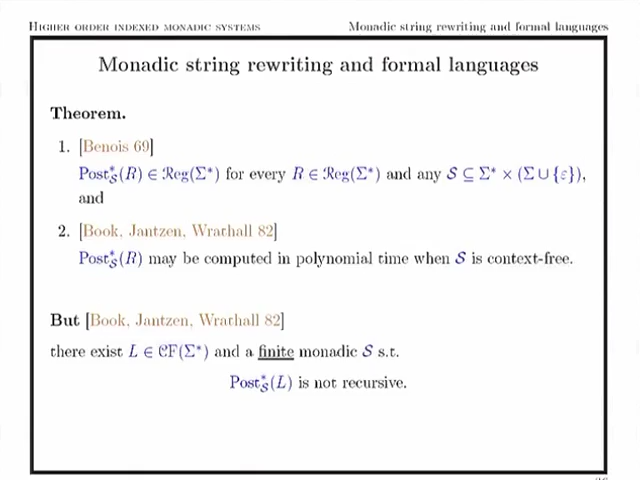 Higher order indexed monadic systems
Monadic string rewriting and formal languages
Monadic string rewriting and formal languages
Theorem.
1. [Benois 69]
Post*_𝒮(R) ∈ ℛeg(Σ*) for every R ∈ ℛeg(Σ*) and any 𝒮 ⊆ Σ* × (Σ ∪ {ε}),
and
2. [Book, Jantzen, Wrathall 82]
Post*_𝒮(R) may be computed in polynomial time when 𝒮 is context-free.
But [Book, Jantzen, Wrathall 82]
there exist L ∈ 𝒞ℱ(Σ*) and a finite monadic 𝒮 s.t.
Post*_𝒮(L) is not recursive.